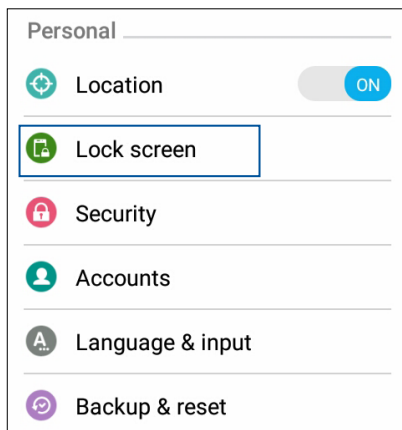 Personal
Location ON
Lock screen
Security
Accounts
Language & input
Backup & reset